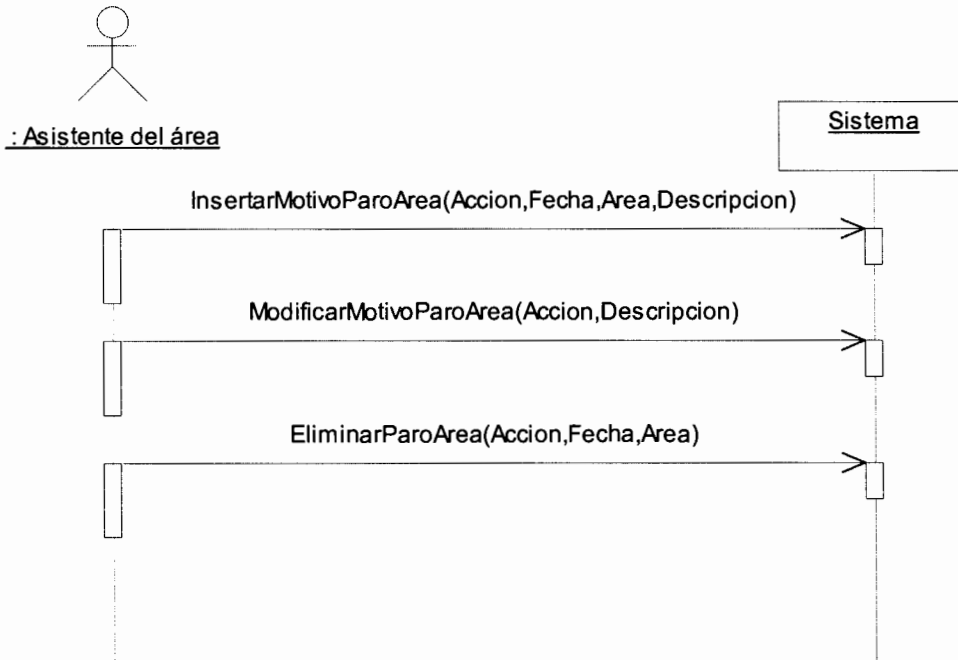 : Asistente del área
Sistema
InsertarMotivoParoArea(Accion,Fecha,Area,Descripcion)
ModificarMotivoParoArea(Accion,Descripcion)
EliminarParoArea(Accion,Fecha,Area)